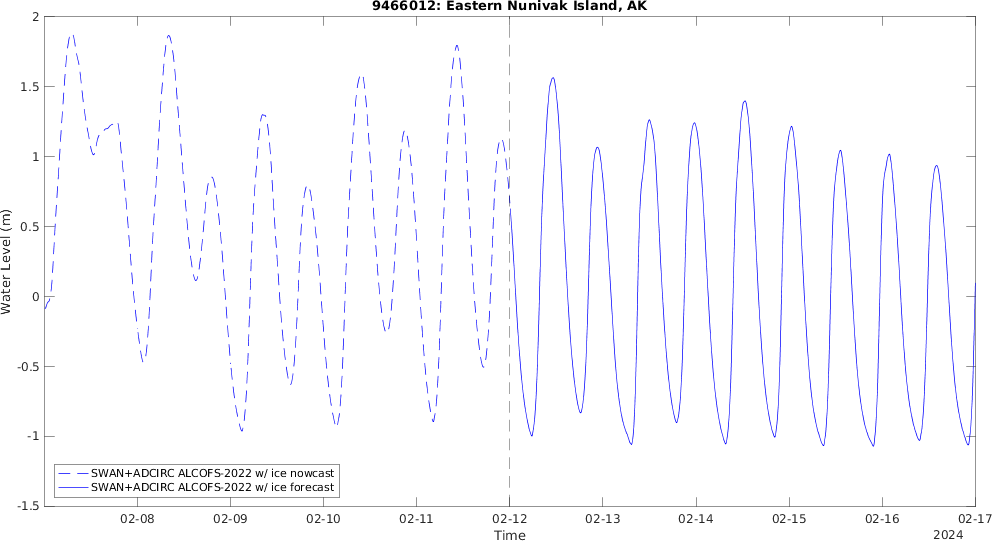 9466012: Eastern Nunivak Island, AK
Water Level (m)
2
1.5
1
0.5
0
-0.5
-1
-1.5
SWAN+ADCIRC ALCOFS-2022 w/ ice nowcast
SWAN+ADCIRC ALCOFS-2022 w/ ice forecast
02-08 02-09 02-10 02-11 02-12 02-13 02-14 02-15 02-16 02-17
Time
2024